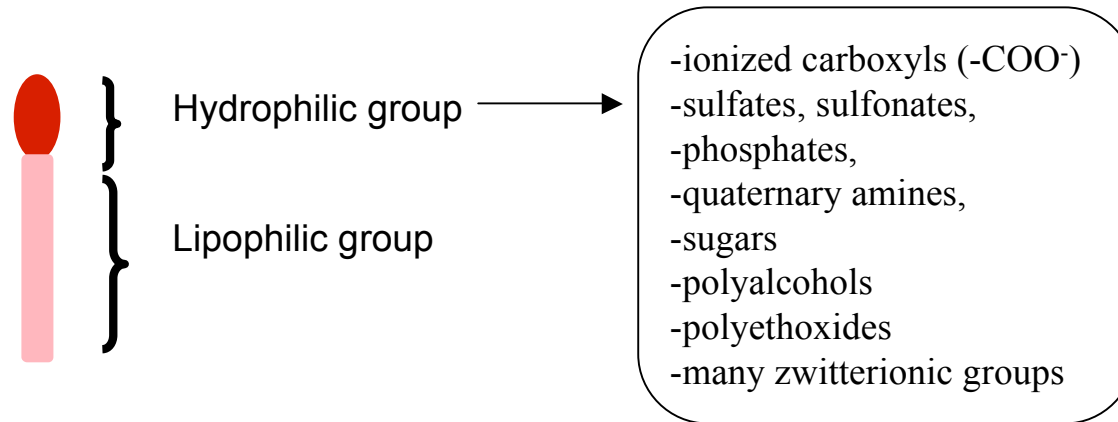 Hydrophilic group
Lipophilic group
-ionized carboxyls (-COO⁻)
-sulfates, sulfonates,
-phosphates,
-quaternary amines,
-sugars
-polyalcohols
-polyethoxides
-many zwitterionic groups